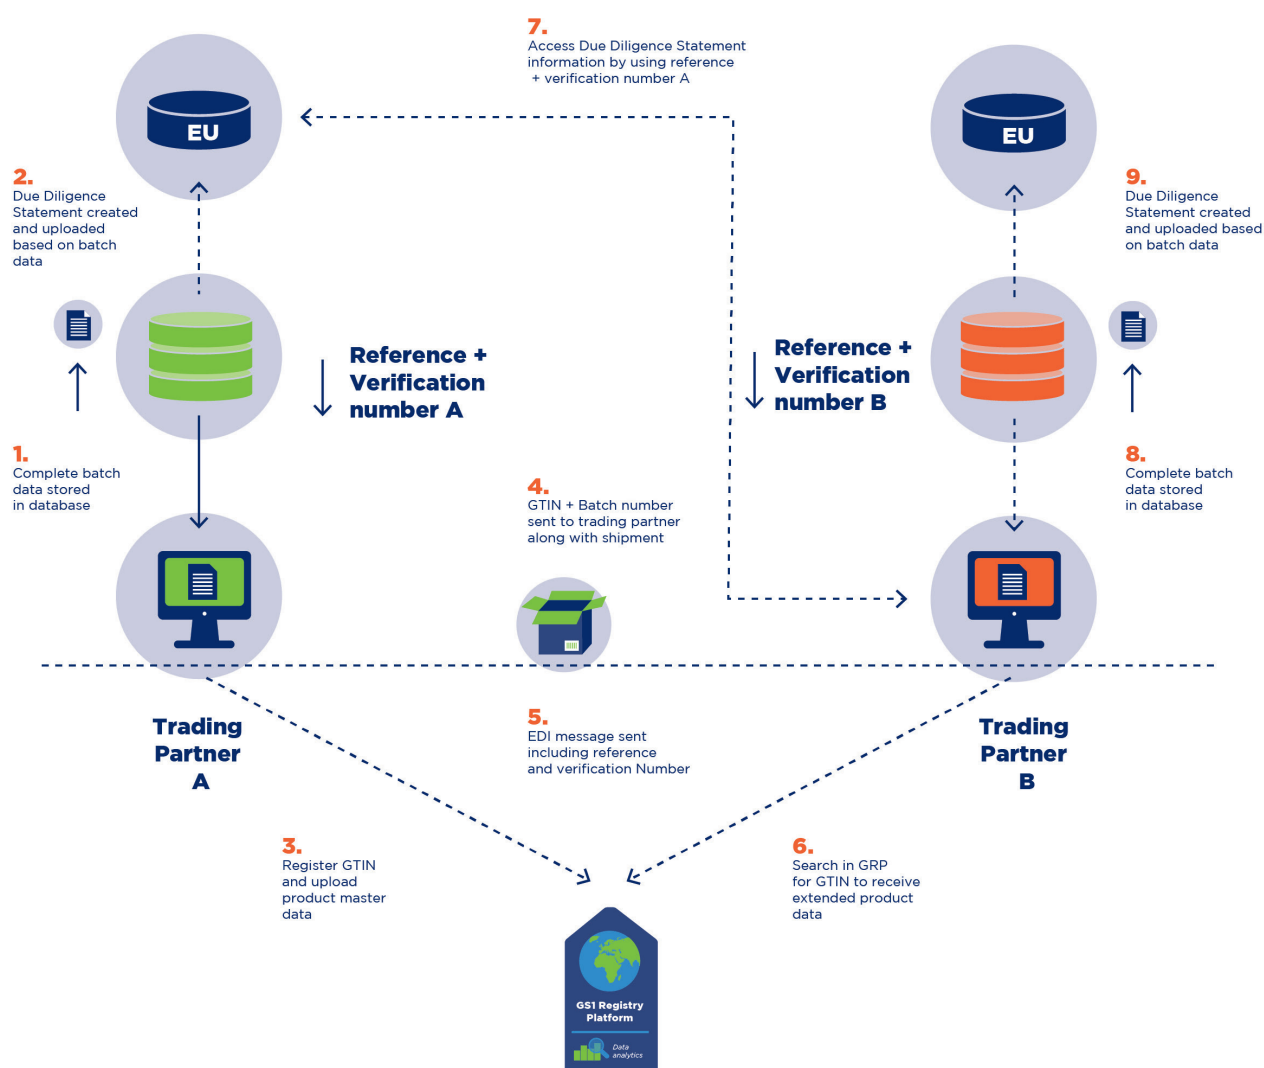 7.
Access Due Diligence Statement
information by using reference
+ verification number A
EU
EU
2.
Due Diligence
Statement created
and uploaded
based on batch
data
9.
Due Diligence
Statement created
and uploaded based
on batch data
Reference +
Verification
number A
Reference +
Verification
number B
1.
Complete batch
data stored
in database
4.
GTIN + Batch number
sent to trading partner
along with shipment
8.
Complete batch
data stored
in database
Trading
Partner
A
5.
EDI message sent
including reference
and verification Number
Trading
Partner
B
3.
Register GTIN
and upload
product master
data
6.
Search in GRP
for GTIN to receive
extended product
data
GS1 Registry
Platform
Data
analytics